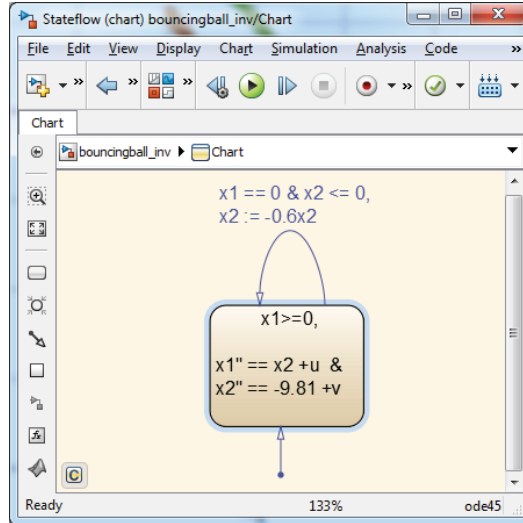 Stateflow (chart) bouncingball_inv/Chart
File Edit View Display Chart Simulation Analysis Code »
» » »
Chart
bouncingball_inv Chart
x1 == 0 & x2 <= 0,
x2 := -0.6x2
x1>=0,
x1" == x2 +u &
x2" == -9.81 +v
fx
C
Ready 133% ode45